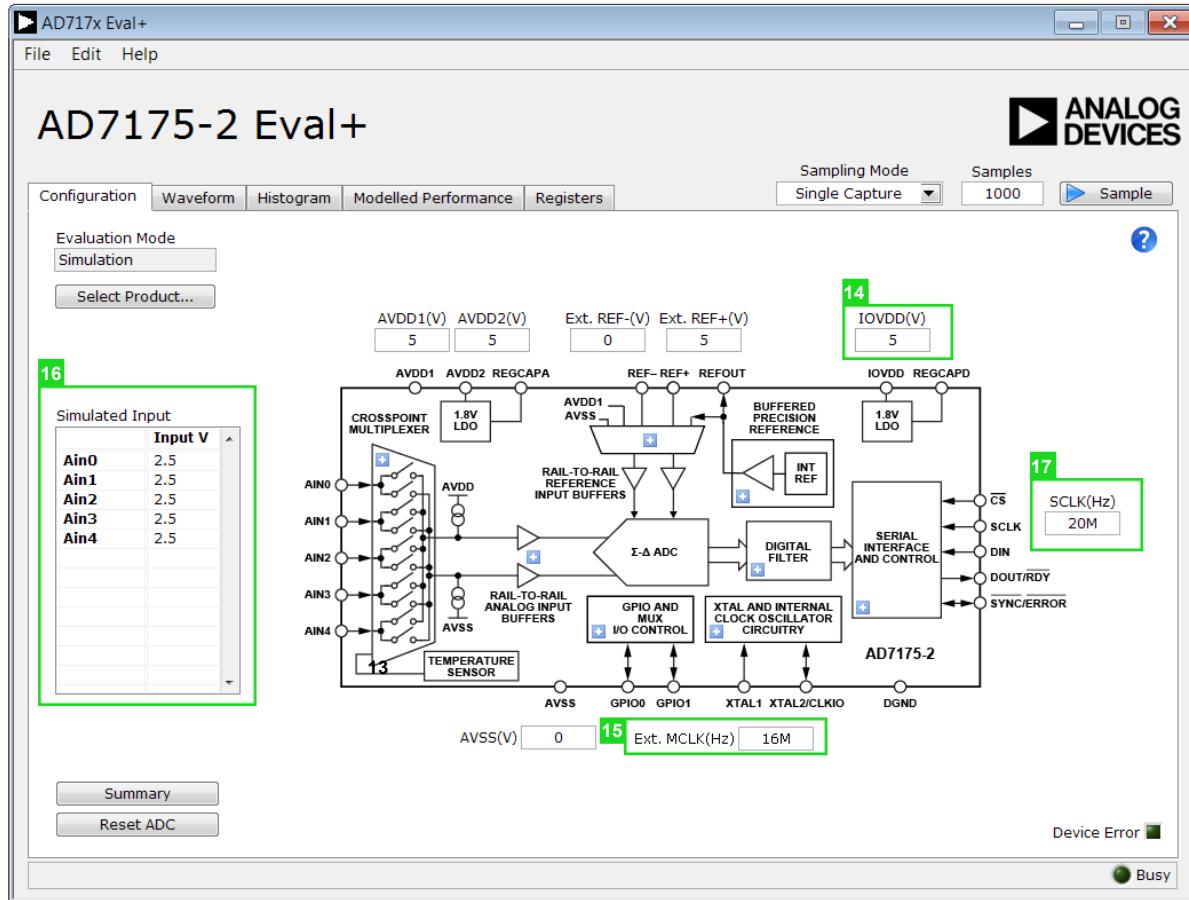 AD717x Eval+
File Edit Help
AD7175-2 Eval+
ANALOG
DEVICES
Sampling Mode Samples
Single Capture 1000 Sample
Configuration Waveform Histogram Modelled Performance Registers
Evaluation Mode
Simulation
?
Select Product...
14
AVDD1(V) AVDD2(V) Ext. REF-(V) Ext. REF+(V) IOVDD(V)
5 5 0 5 5
16
AVDD1 AVDD2 REGCAPA REF– REF+ REFOUT IOVDD REGCAPD
Simulated Input
Input V
Ain0 2.5
Ain1 2.5
Ain2 2.5
Ain3 2.5
Ain4 2.5
CROSSPOINT
MULTIPLEXER
1.8V
LDO
AVDD1
AVSS
BUFFERED
PRECISION
REFERENCE
1.8V
LDO
INT
REF
RAIL-TO-RAIL
REFERENCE
INPUT BUFFERS
17
SCLK(Hz)
20M
AIN0
AIN1
AIN2
AIN3
AIN4
AVDD
AVSS
RAIL-TO-RAIL
ANALOG INPUT
BUFFERS
Σ-Δ ADC
DIGITAL
FILTER
SERIAL
INTERFACE
AND CONTROL
CS
SCLK
DIN
DOUT/RDY
SYNC/ERROR
GPIO AND
MUX
I/O CONTROL
XTAL AND INTERNAL
CLOCK OSCILLATOR
CIRCUITRY
AD7175-2
13
TEMPERATURE
SENSOR
AVSS GPIO0 GPIO1 XTAL1 XTAL2/CLKIO DGND
AVSS(V) 0 15 Ext. MCLK(Hz) 16M
Summary
Reset ADC
Device Error
Busy